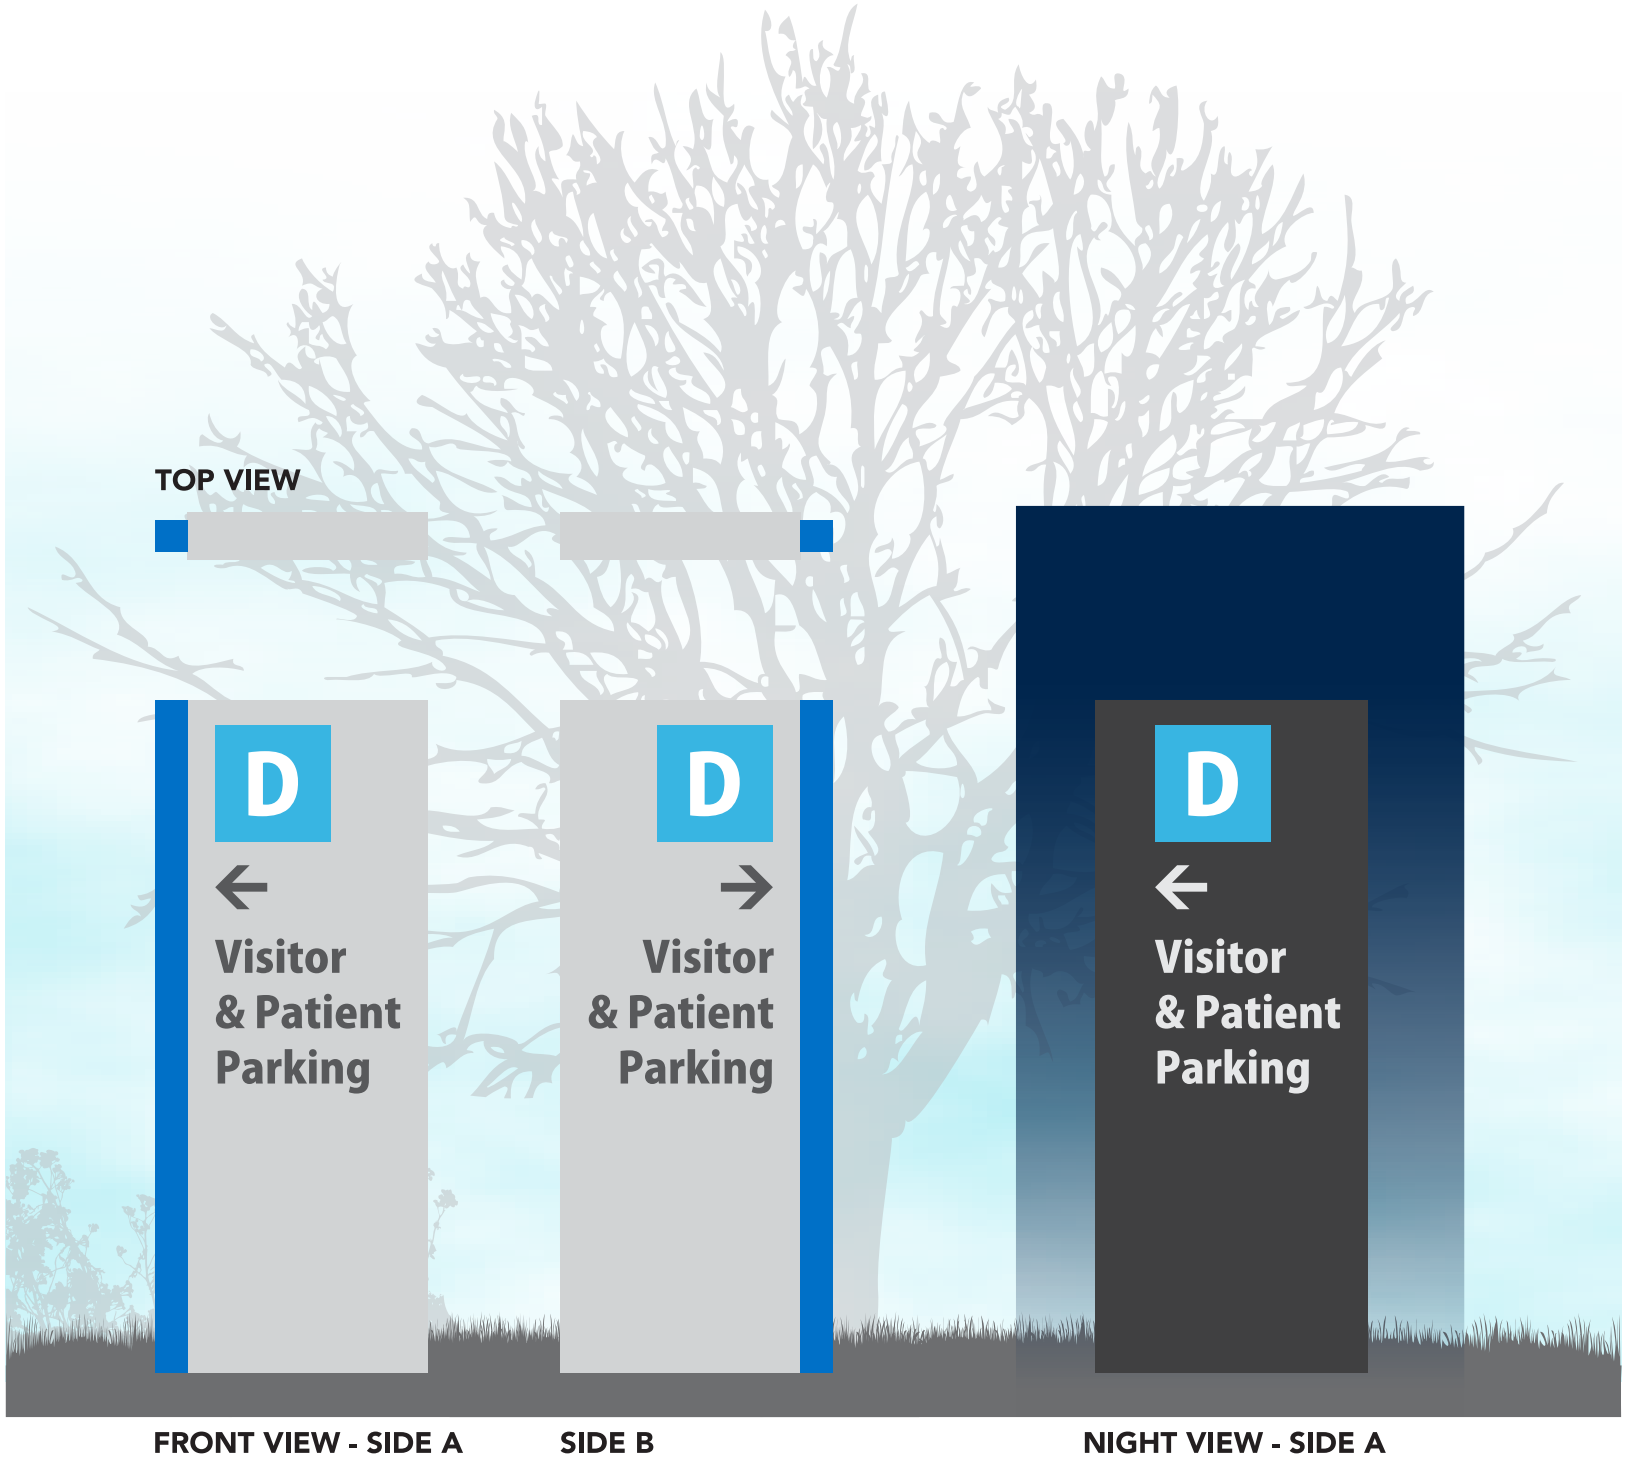 TOP VIEW
D
←
Visitor
& Patient
Parking
D
→
Visitor
& Patient
Parking
D
←
Visitor
& Patient
Parking
FRONT VIEW - SIDE A
SIDE B
NIGHT VIEW - SIDE A